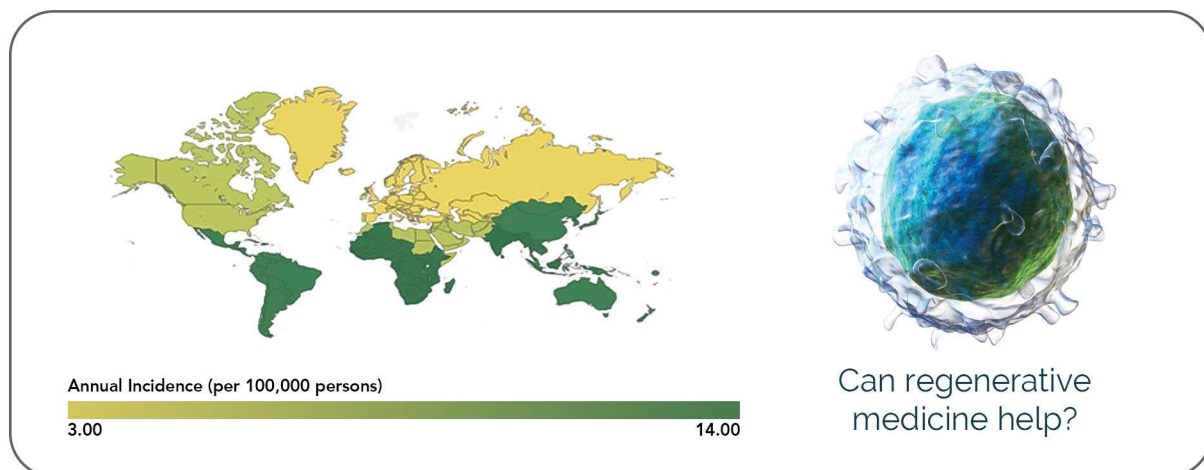 Annual Incidence (per 100,000 persons)
3.00
14.00
Can regenerative
medicine help?